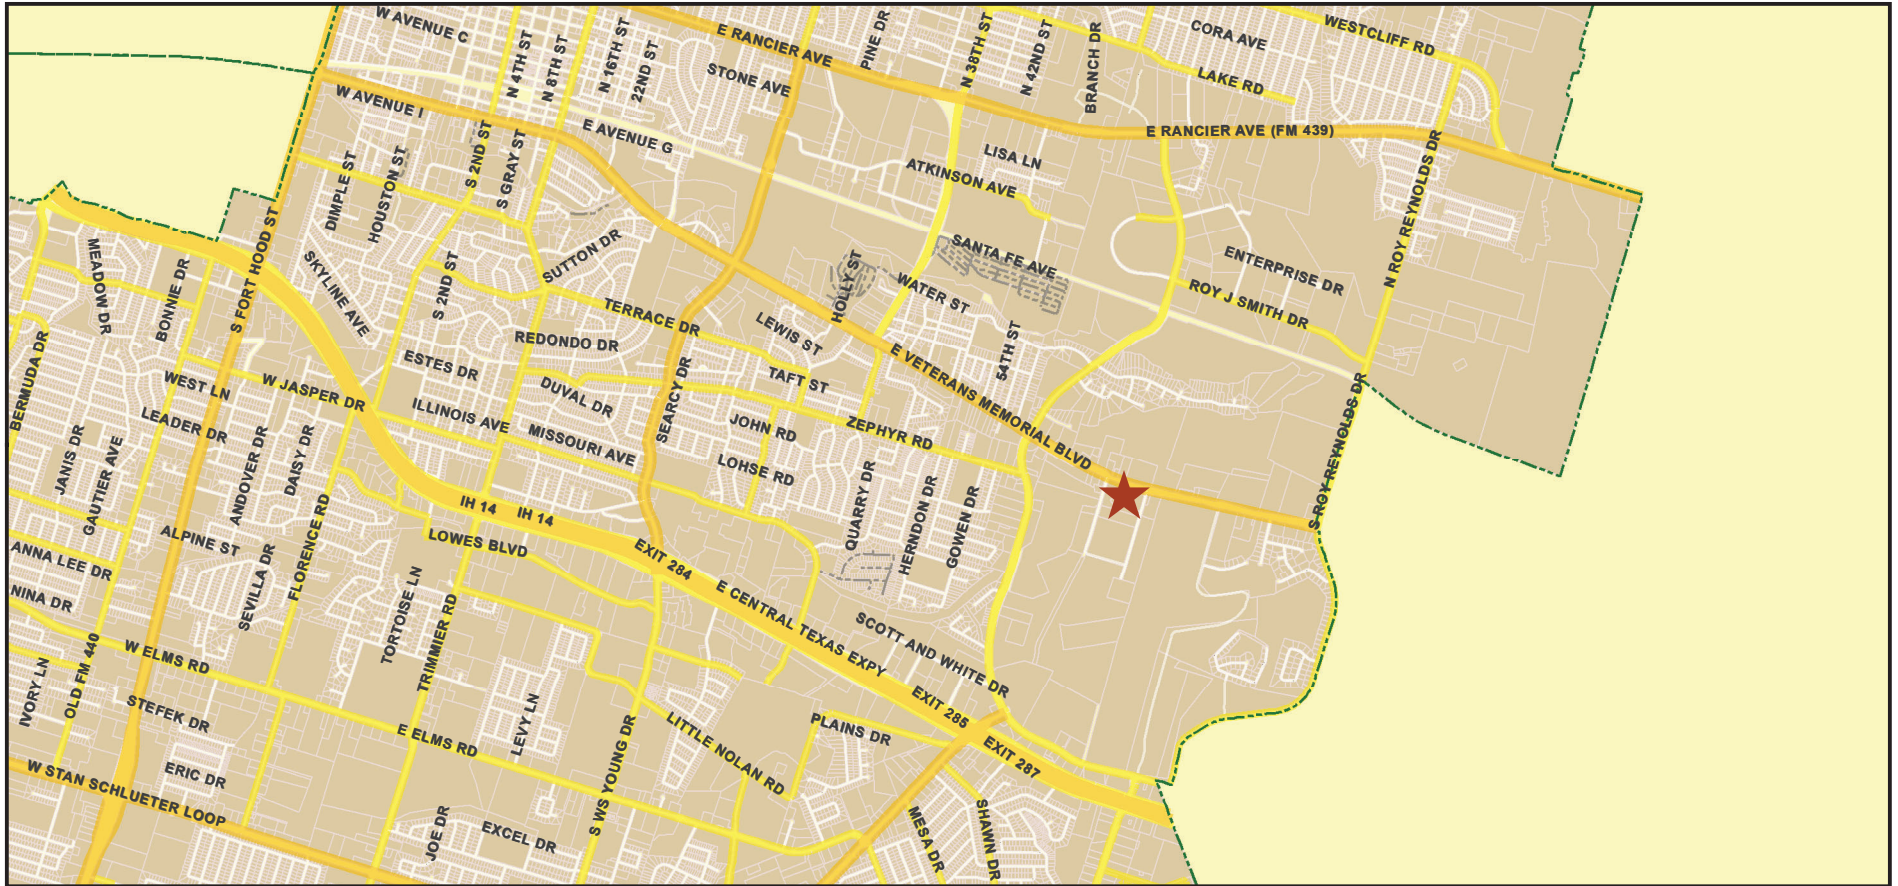 W AVENUE C
N 4TH ST
N 8TH ST
N 16TH ST
22ND ST
E RANCIER AVE
STONE AVE
PINE DR
N 38TH ST
N 42ND ST
BRANCH DR
CORA AVE
LAKE RD
WESTCLIFF RD
W AVENUE I
E AVENUE G
E RANCIER AVE (FM 439)
DIMPLE ST
HOUSTON ST
S 2ND ST
S GRAY ST
ATKINSON AVE
LISA LN
N ROY REYNOLDS DR
MEADOW DR
BONNIE DR
S FORT HOOD ST
SKYLINE AVE
S 2ND ST
SUTTON DR
TERRACE DR
HOLLY ST
WATER ST
SANTA FE AVE
ENTERPRISE DR
ROY J SMITH DR
BERMUDA DR
ESTES DR
REDONDO DR
LEWIS ST
E VETERANS MEMORIAL BLVD
54TH ST
WEST LN
W JASPER DR
DUVAL DR
SEARCY DR
TAFT ST
LEADER DR
ILLINOIS AVE
MISSOURI AVE
JOHN RD
ZEPHYR RD
S ROY REYNOLDS DR
JANIS DR
GAUTIER AVE
ANDOVER DR
DAISY DR
LOHSE RD
QUARRY DR
HERNDON DR
GOWEN DR
IH 14
IH 14
ALPINE ST
FLORENCE RD
LOWES BLVD
EXIT 284
ANNA LEE DR
SEVILLA DR
TORTOISE LN
TRIMMIER RD
E CENTRAL TEXAS EXPY
NINA DR
SCOTT AND WHITE DR
IVORY LN
OLD FM 440
W ELMS RD
EXIT 285
STEFEK DR
E ELMS RD
LEVY LN
S WS YOUNG DR
LITTLE NOLAN RD
PLAINS DR
EXIT 287
W STAN SCHLUETER LOOP
ERIC DR
JOE DR
EXCEL DR
MESA DR
SHAWN DR